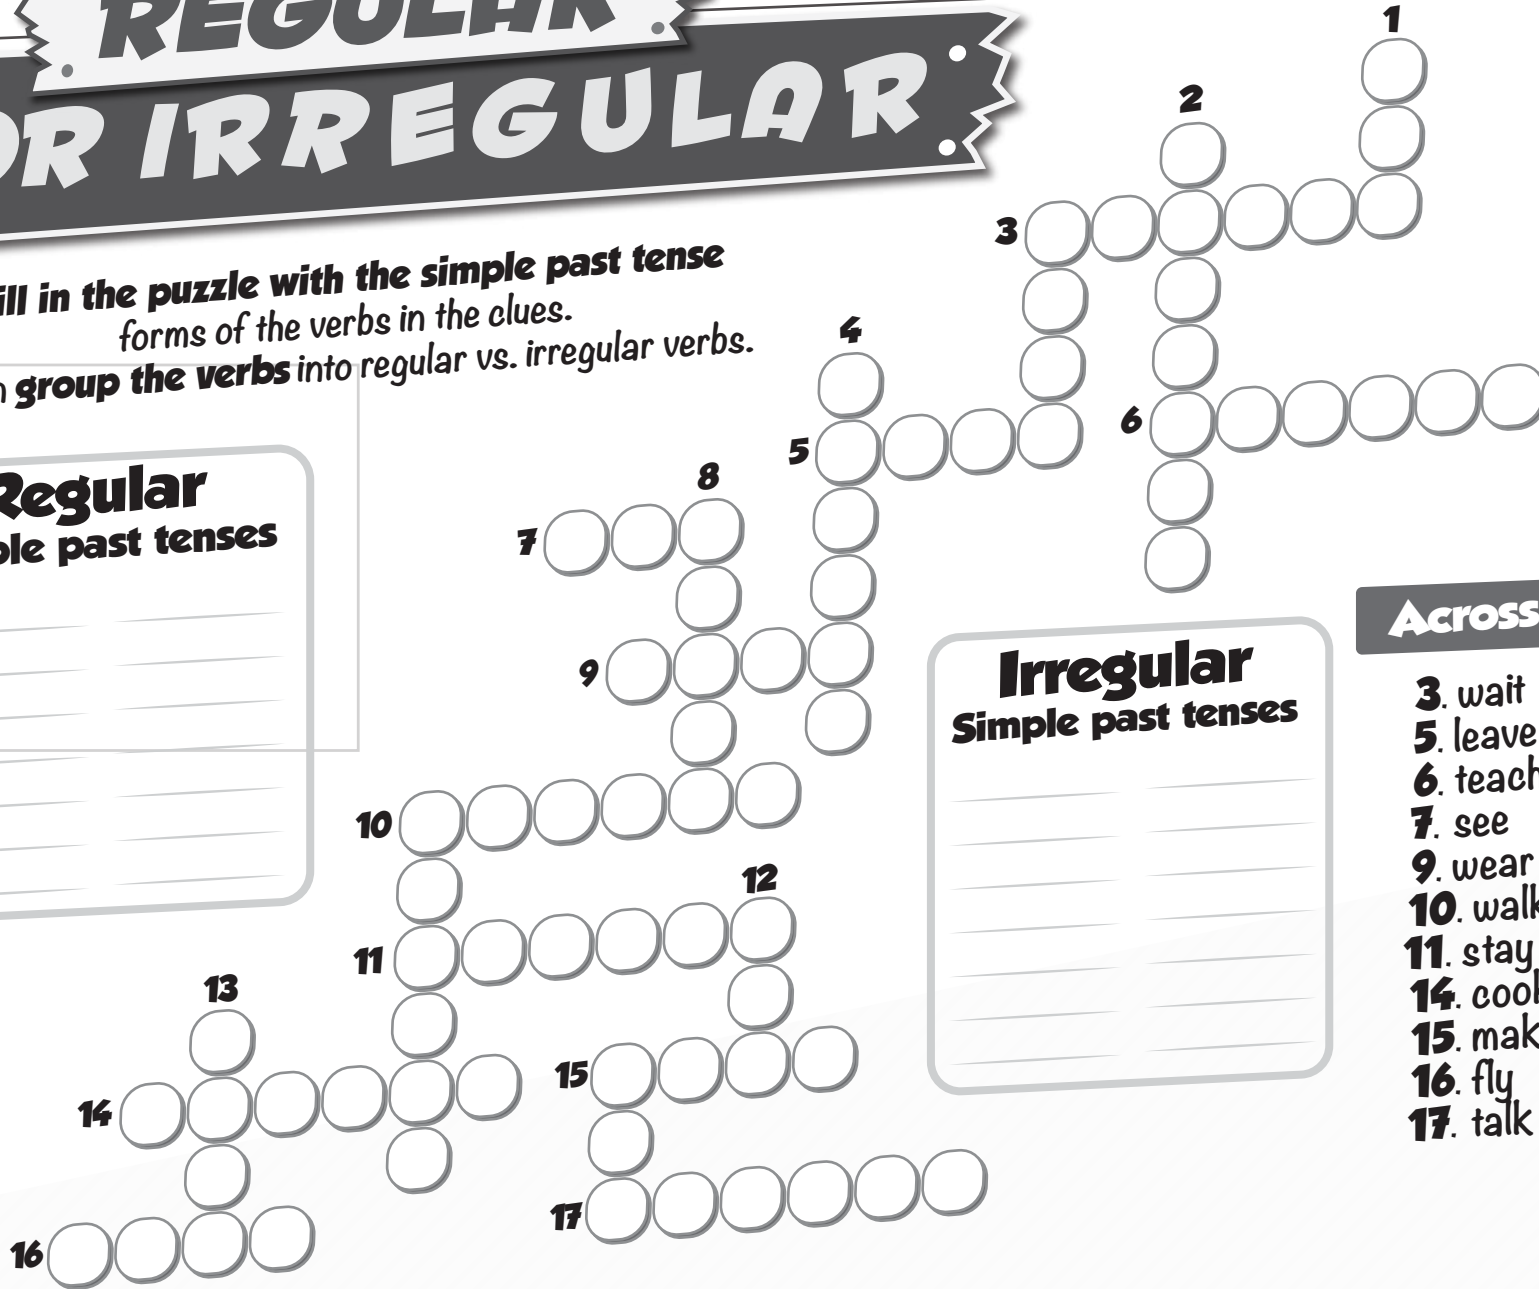 REGULAR
OR IRREGULAR
ill in the puzzle with the simple past tense
forms of the verbs in the clues.
n group the verbs into regular vs. irregular verbs.
1
2
3
4
5
6
7
8
9
10
11
12
13
14
15
16
17
Regular
ple past tenses
Irregular
Simple past tenses
Across
3. wait
5. leave
6. teach
7. see
9. wear
10. walk
11. stay
14. cook
15. mak
16. fly
17. talk